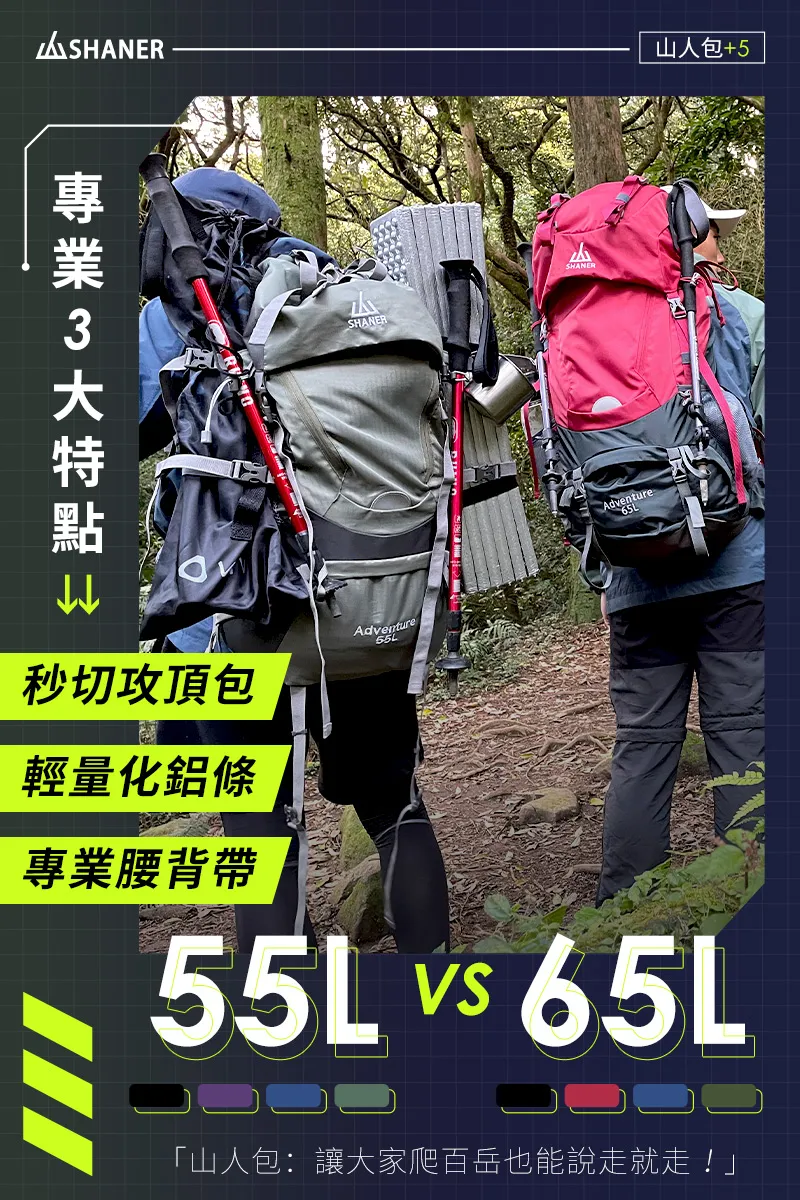 SHANER
山人包+5
專業3大特點
SHANER
SHANER
Adventure
65L
Adventure
55L
秒切攻頂包
輕量化鋁條
專業腰背帶
55L VS 65L
「山人包：讓大家爬百岳也能說走就走！」